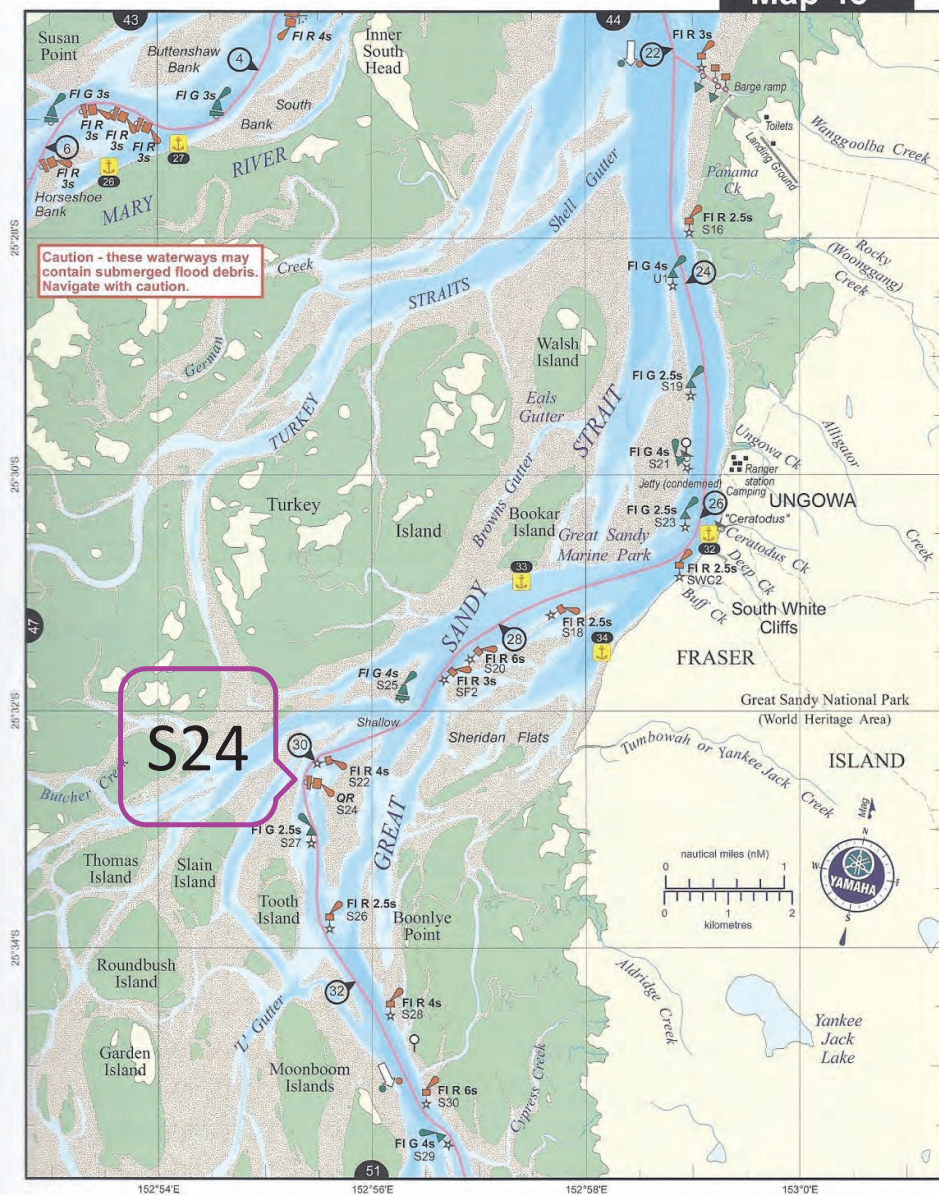 Map 48
43
44
Susan
Point
Buttenshaw
Bank
4
Fl R 4s
Inner
South
Head
22
Fl R 3s
Barge ramp
Fl G 3s
Fl G 3s
South
Bank
Fl R
3s
Fl R
3s
Fl R
3s
6
Fl R
3s
26
27
Horseshoe
Bank
MARY
RIVER
Toilets
Landing Ground
Wanggoolba Creek
Panama
Ck
Shell
Gutter
Fl R 2.5s
S16
25°28'S
Caution - these waterways may
contain submerged flood debris.
Navigate with caution.
Creek
German
Rocky
(Woonggang)
Creek
Fl G 4s
U1
24
STRAITS
TURKEY
Walsh
Island
Fl G 2.5s
S19
Eals
Gutter
STRAIT
Fl G 4s
S21
Jetty (condemned)
Ungowa Ck
Ranger
station
Camping
Alligator
Creek
25°30'S
Turkey
Island
Browns Gutter
Bookar
Island
Great Sandy
Marine Park
Fl G 2.5s
S23
26
UNGOWA
"Ceratodus"
Ceratodus Ck
32
Deep Ck
Fl R 2.5s
SWC2
Buff Ck
33
South White
Cliffs
47
SANDY
Fl R 2.5s
S18
28
34
Fl R 6s
S20
Fl R 3s
SF2
Fl G 4s
S25
FRASER
25°32'S
Shallow
Sheridan Flats
Great Sandy National Park
(World Heritage Area)
S24
30
Fl R 4s
S22
QR
S24
Tumbowah or Yankee Jack
Creek
ISLAND
Butcher Creek
Fl G 2.5s
S27
GREAT
Mag
N
W
E
S
YAMAHA
nautical miles (nM)
0 1
0 1 2
kilometres
Thomas
Island
Slain
Island
Tooth
Island
Fl R 2.5s
S26
Boonlye
Point
25°34'S
Roundbush
Island
32
'L' Gutter
Fl R 4s
S28
Aldridge Creek
Yankee
Jack
Lake
Garden
Island
Moonboom
Islands
Fl R 6s
S30
Cypress Creek
Fl G 4s
S29
51
152°54'E
152°56'E
152°58'E
153°0'E